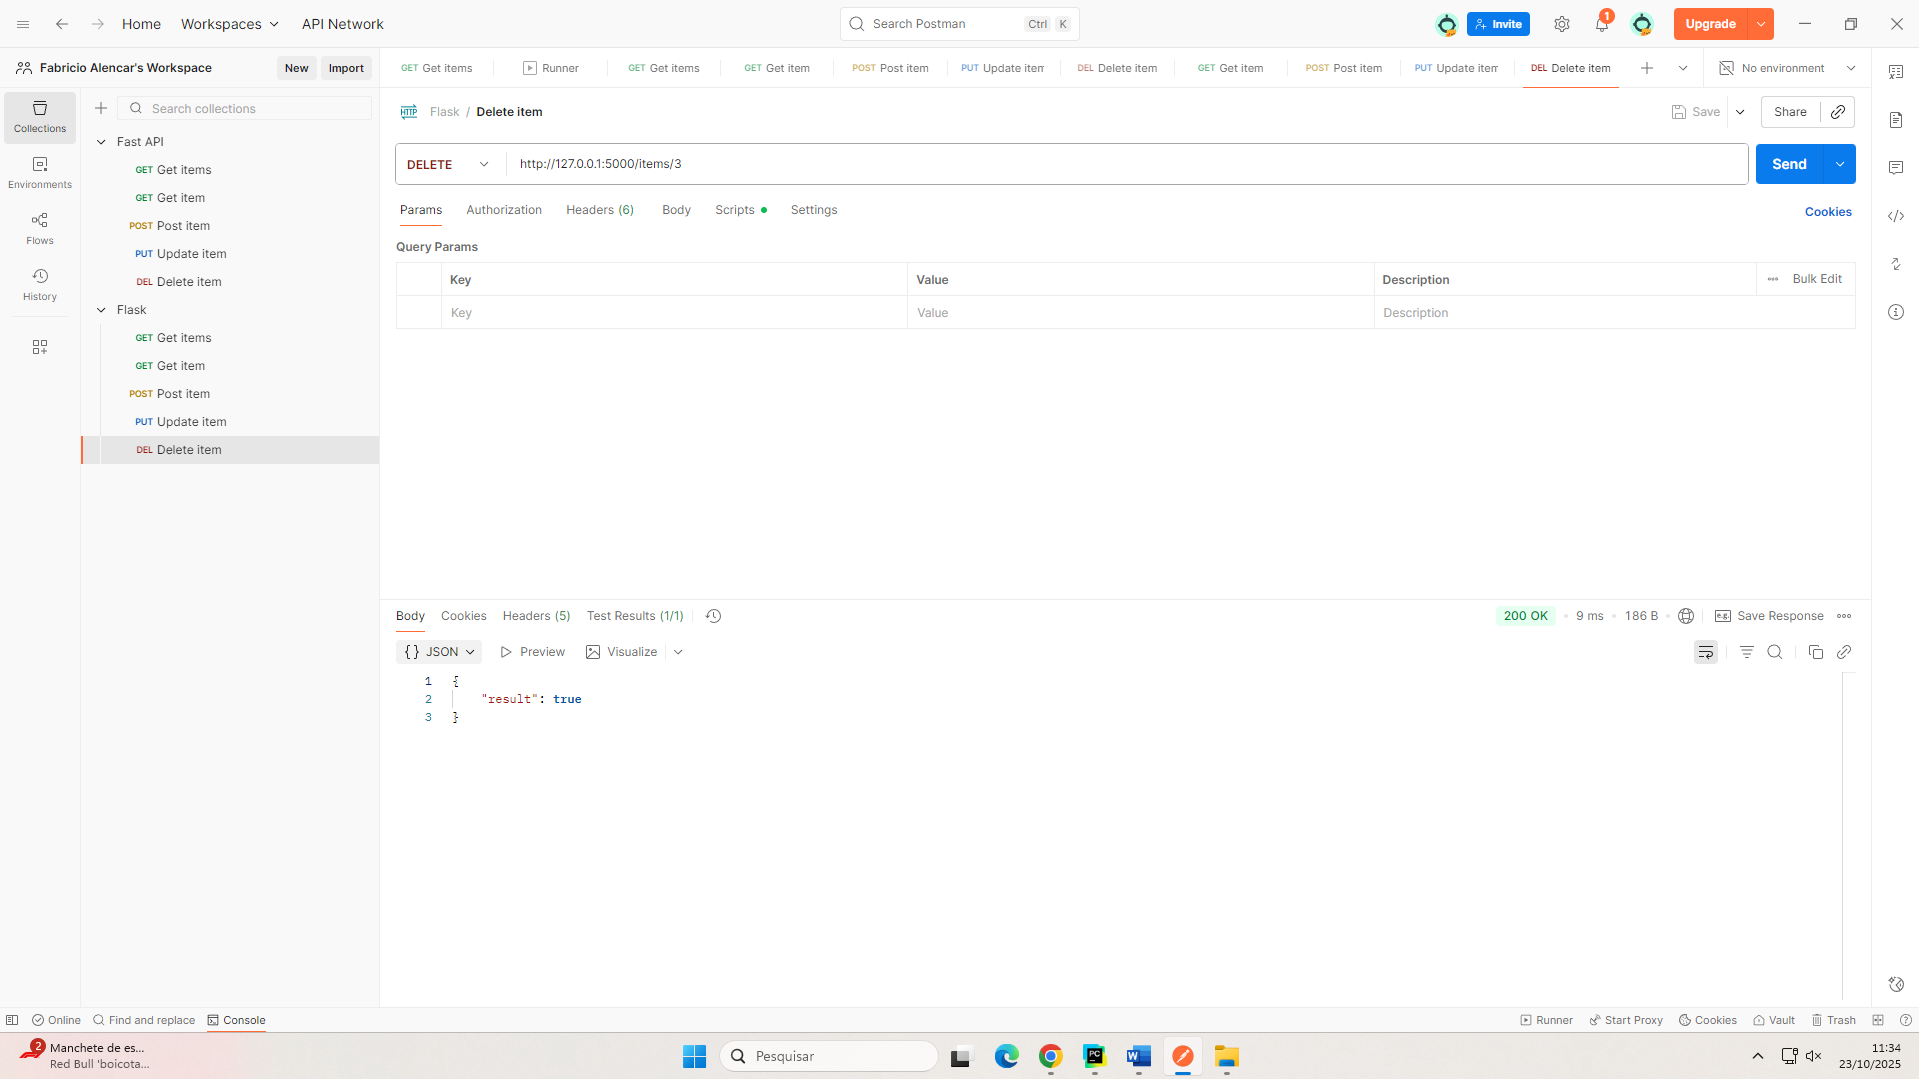 Home
Workspaces
API Network
Search Postman
Ctrl K
Invite
1
Upgrade
Fabricio Alencar's Workspace
New
Import
GET Get items
Runner
GET Get items
GET Get item
POST Post item
PUT Update item
DEL Delete item
GET Get item
POST Post item
PUT Update item
DEL Delete item
No environment
Collections
Environments
Flows
History
Search collections
Fast API
GET Get items
GET Get item
POST Post item
PUT Update item
DEL Delete item
Flask
GET Get items
GET Get item
POST Post item
PUT Update item
DEL Delete item
HTTP Flask / Delete item
Save
Share
DELETE
http://127.0.0.1:5000/items/3
Send
Params
Authorization
Headers (6)
Body
Scripts
Settings
Cookies
Query Params
Key
Value
Description
Bulk Edit
Key
Value
Description
Body
Cookies
Headers (5)
Test Results (1/1)
200 OK
9 ms
186 B
e.g. Save Response
{} JSON
Preview
Visualize
1 {
2 "result": true
3 }
Online
Find and replace
Console
Runner
Start Proxy
Cookies
Vault
Trash
2
Manchete de es...
Red Bull 'boicota...
Pesquisar
PC
W
11:34
23/10/2025